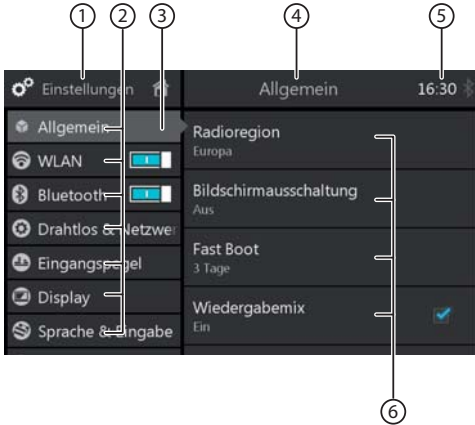 1 2 3 4 5
Einstellungen Allgemein 16:30
Allgemein
WLAN
Bluetooth
Drahtlos & Netzwer
Eingangspegel
Display
Sprache & Eingabe
Radioregion
Europa
Bildschirmausschaltung
Aus
Fast Boot
3 Tage
Wiedergabemix
Ein
6